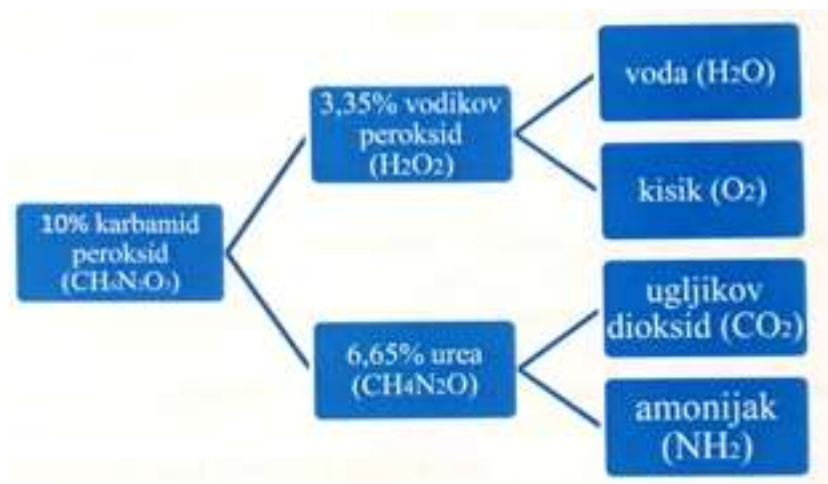 10% karbamid
peroksid
(CH₆N₂O₃)
3,35% vodikov
peroksid
(H2O2)
6,65% urea
(CH4N2O)
voda (H2O)
kisik (O2)
ugljikov
dioksid (CO2)
amonijak
(NH2)